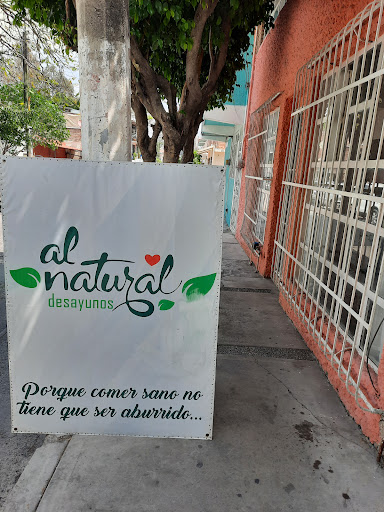 al
natural
desayunos
Porque comer sano no
tiene que ser aburrido...